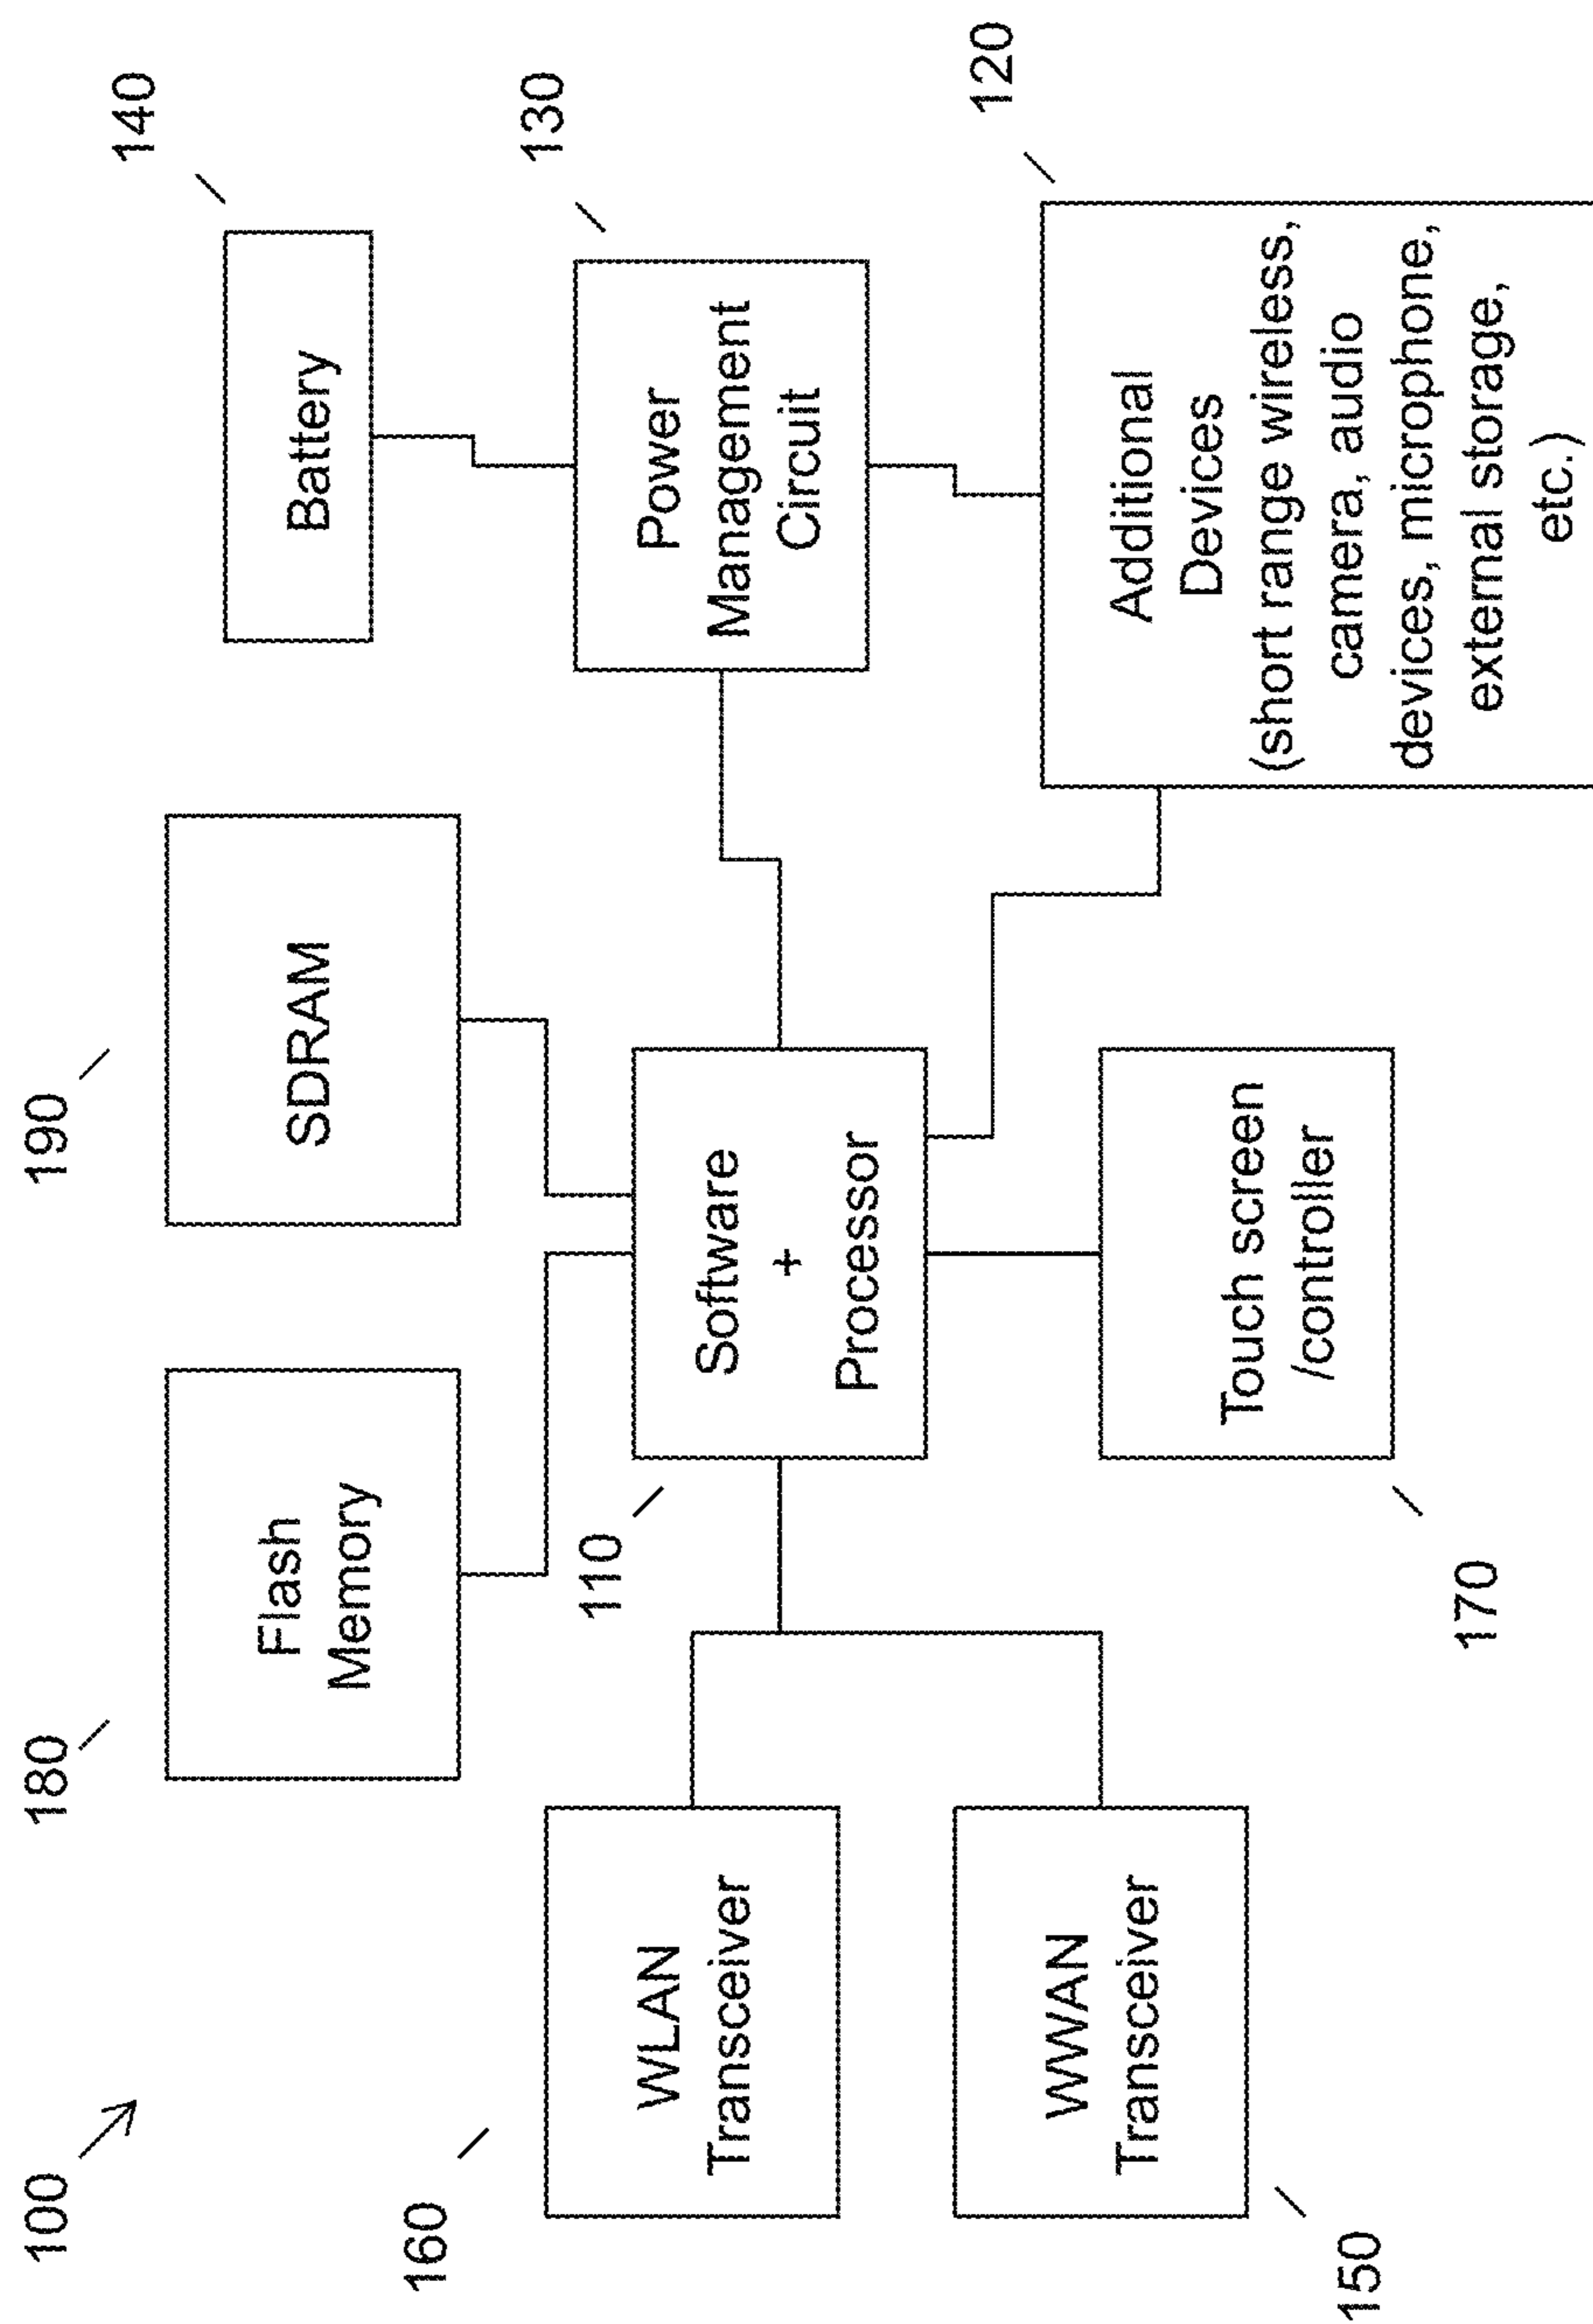 100
180
190
140
Flash
Memory
SDRAM
Battery
160
110
130
WLAN
Transceiver
Software
+
Processor
Power
Management
Circuit
120
WWAN
Transceiver
150
Touch screen
/controller
170
Additional
Devices
(short range wireless,
camera, audio
devices, microphone,
external storage,
etc.)